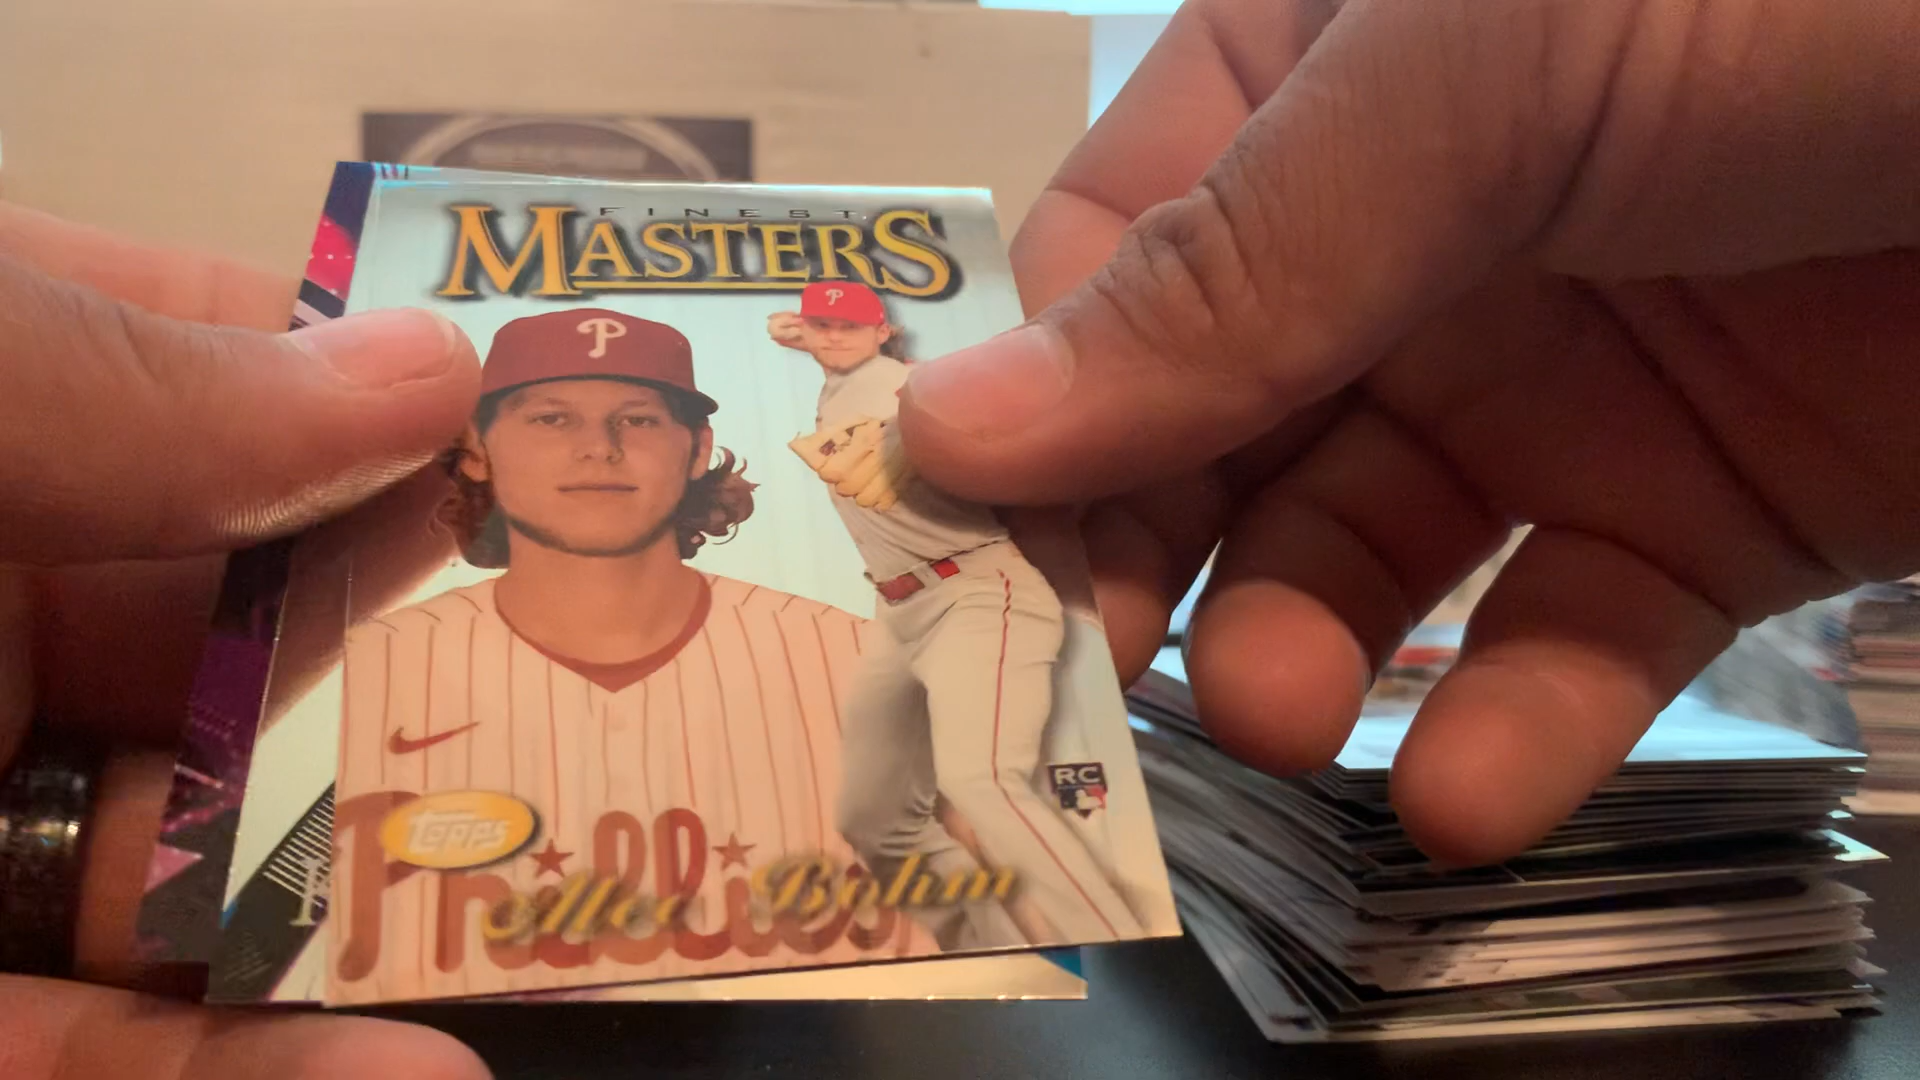 FINEST
MASTERS
P
P
RC
Topps
Phillies
Alec Bohm